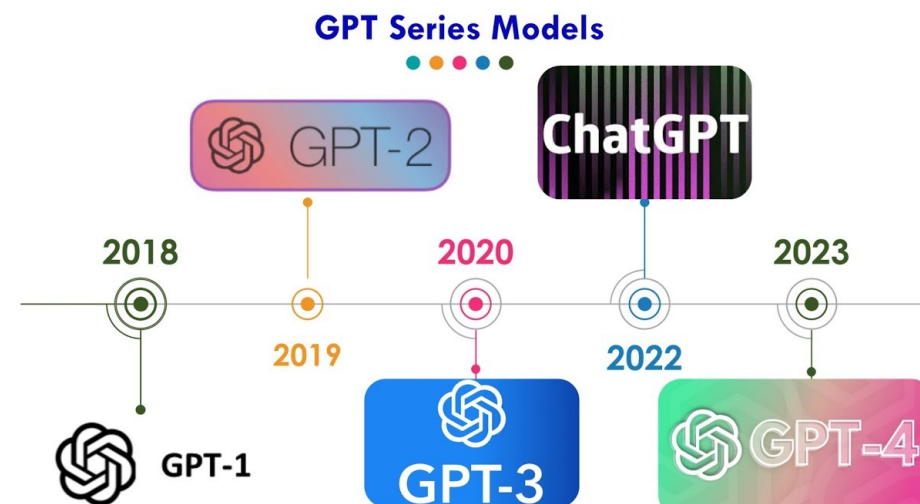 GPT Series Models
GPT-2
ChatGPT
2018
2020
2023
2019
2022
GPT-1
GPT-3
GPT-4